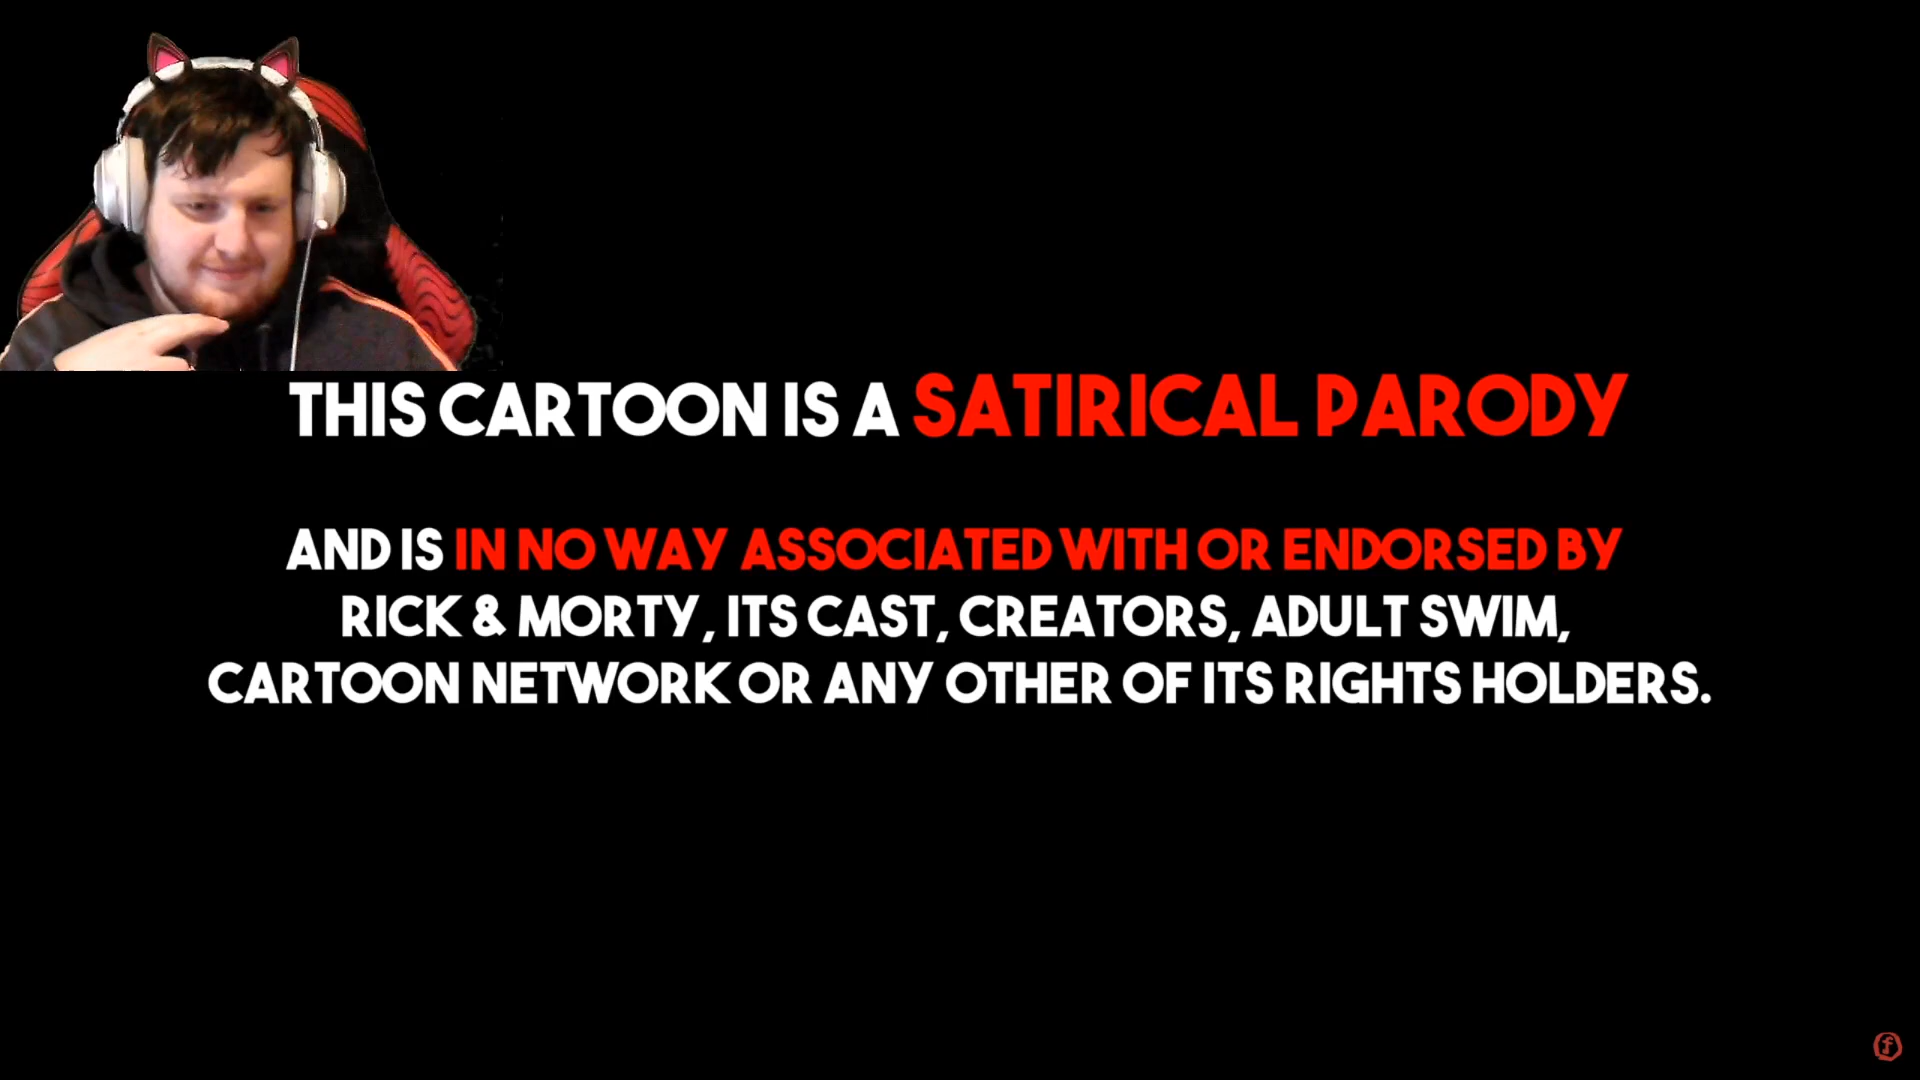 THIS CARTOON IS A SATIRICAL PARODY
AND IS IN NO WAY ASSOCIATED WITH OR ENDORSED BY
RICK & MORTY, ITS CAST, CREATORS, ADULT SWIM,
CARTOON NETWORK OR ANY OTHER OF ITS RIGHTS HOLDERS.
f